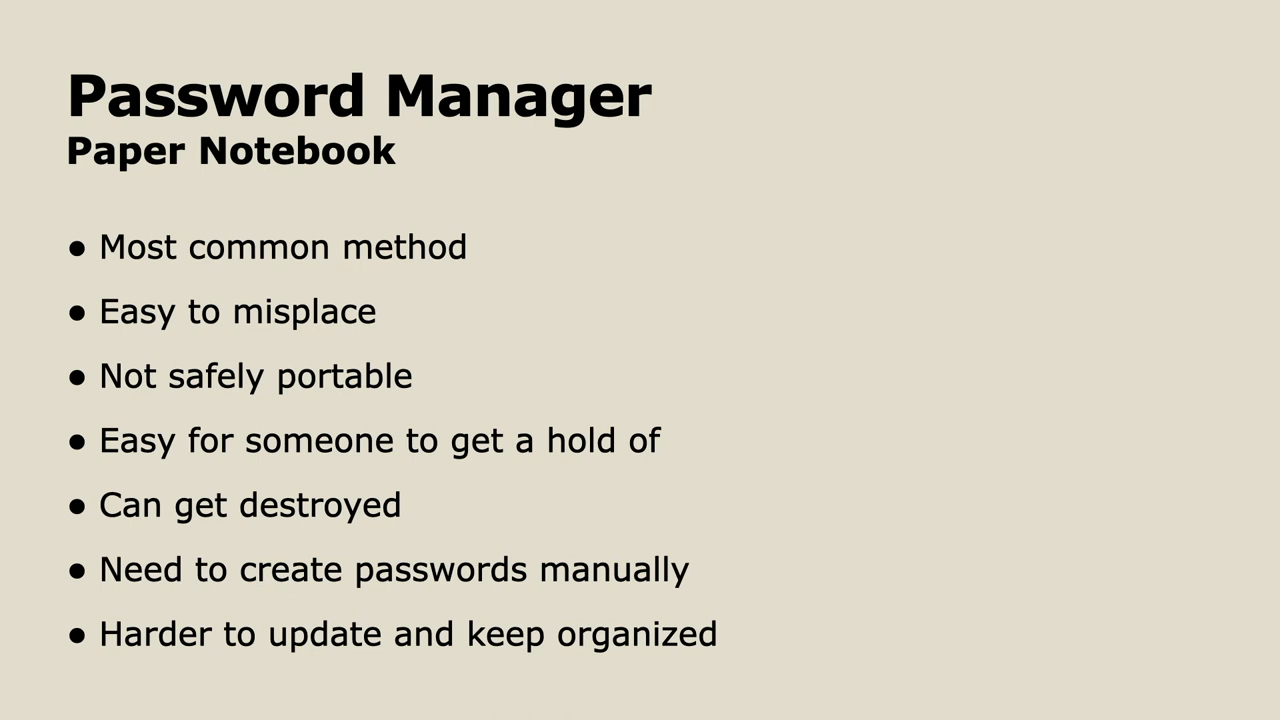 Password Manager
Paper Notebook
● Most common method
● Easy to misplace
● Not safely portable
● Easy for someone to get a hold of
● Can get destroyed
● Need to create passwords manually
● Harder to update and keep organized